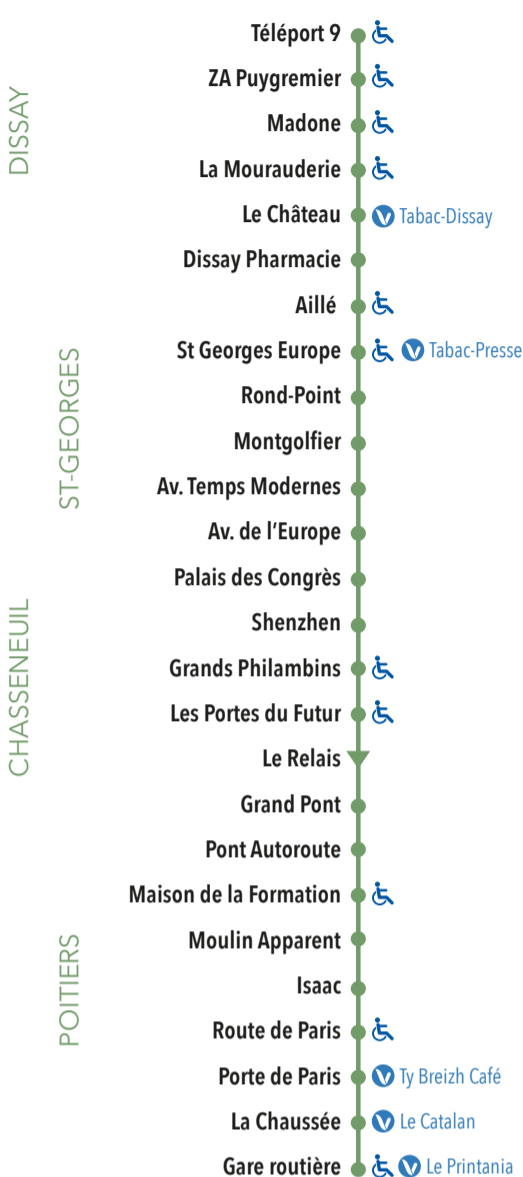 DISSAY
Téléport 9
ZA Puygremier
Madone
La Mourauderie
Le Château Tabac-Dissay
Dissay Pharmacie
Aillé
ST-GEORGES
St Georges Europe Tabac-Presse
Rond-Point
Montgolfier
Av. Temps Modernes
Av. de l’Europe
Palais des Congrès
CHASSENEUIL
Shenzhen
Grands Philambins
Les Portes du Futur
Le Relais
Grand Pont
Pont Autoroute
Maison de la Formation
POITIERS
Moulin Apparent
Isaac
Route de Paris
Porte de Paris Ty Breizh Café
La Chaussée Le Catalan
Gare routière Le Printania